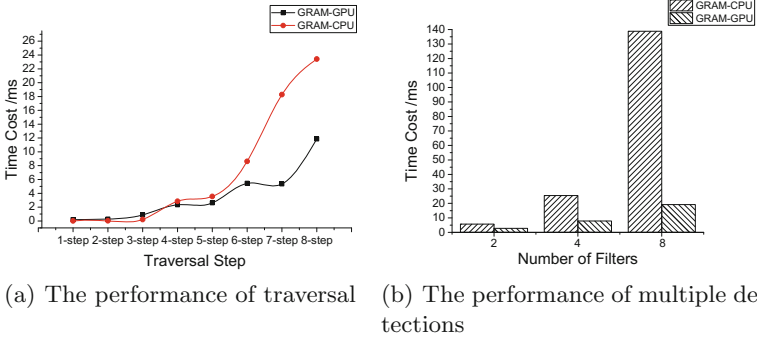 GRAM-GPU
GRAM-CPU
26
24
22
20
18
16
14
12
10
8
6
4
2
0
Time Cost /ms
1-step 2-step 3-step 4-step 5-step 6-step 7-step 8-step
Traversal Step
(a) The performance of traversal
GRAM-CPU
GRAM-GPU
140
130
120
110
100
90
80
70
60
50
40
30
20
10
0
Time Cost /ms
2 4 8
Number of Filters
(b) The performance of multiple de
tections